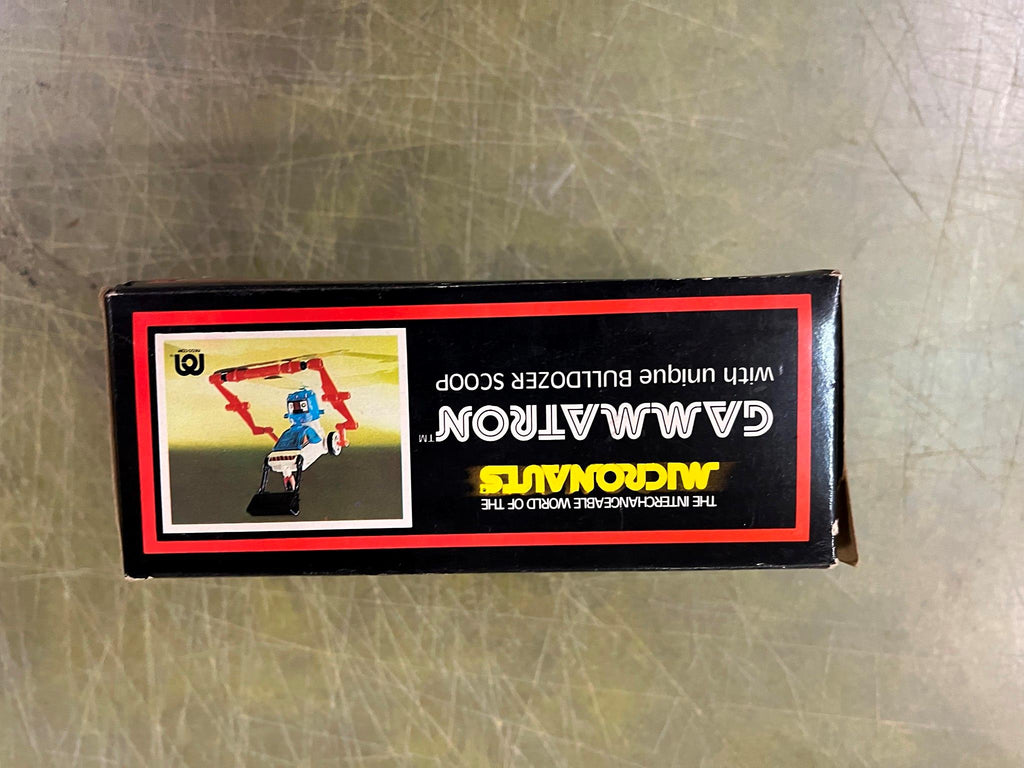 THE INTERCHANGEABLE WORLD OF THE
MICRONAUTS®
GAMMATRON™
with unique BULLDOZER SCOOP